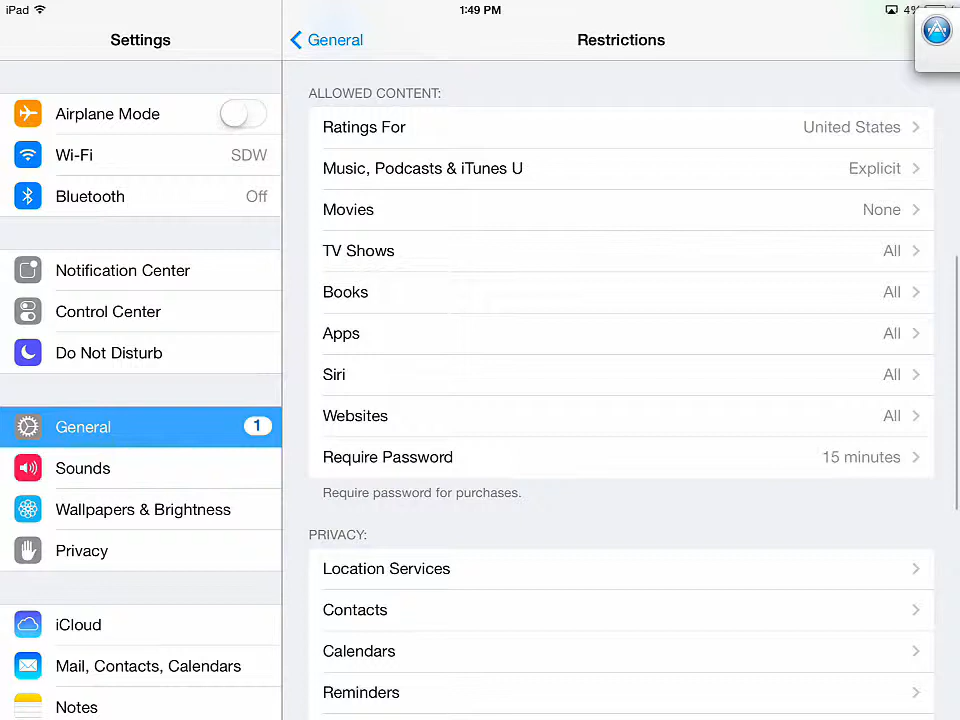 iPad 1:49 PM 4%
Settings
General
Restrictions
Airplane Mode
Wi-Fi SDW
Bluetooth Off
Notification Center
Control Center
Do Not Disturb
General 1
Sounds
Wallpapers & Brightness
Privacy
iCloud
Mail, Contacts, Calendars
Notes
ALLOWED CONTENT:
Ratings For United States
Music, Podcasts & iTunes U Explicit
Movies None
TV Shows All
Books All
Apps All
Siri All
Websites All
Require Password 15 minutes
Require password for purchases.
PRIVACY:
Location Services
Contacts
Calendars
Reminders